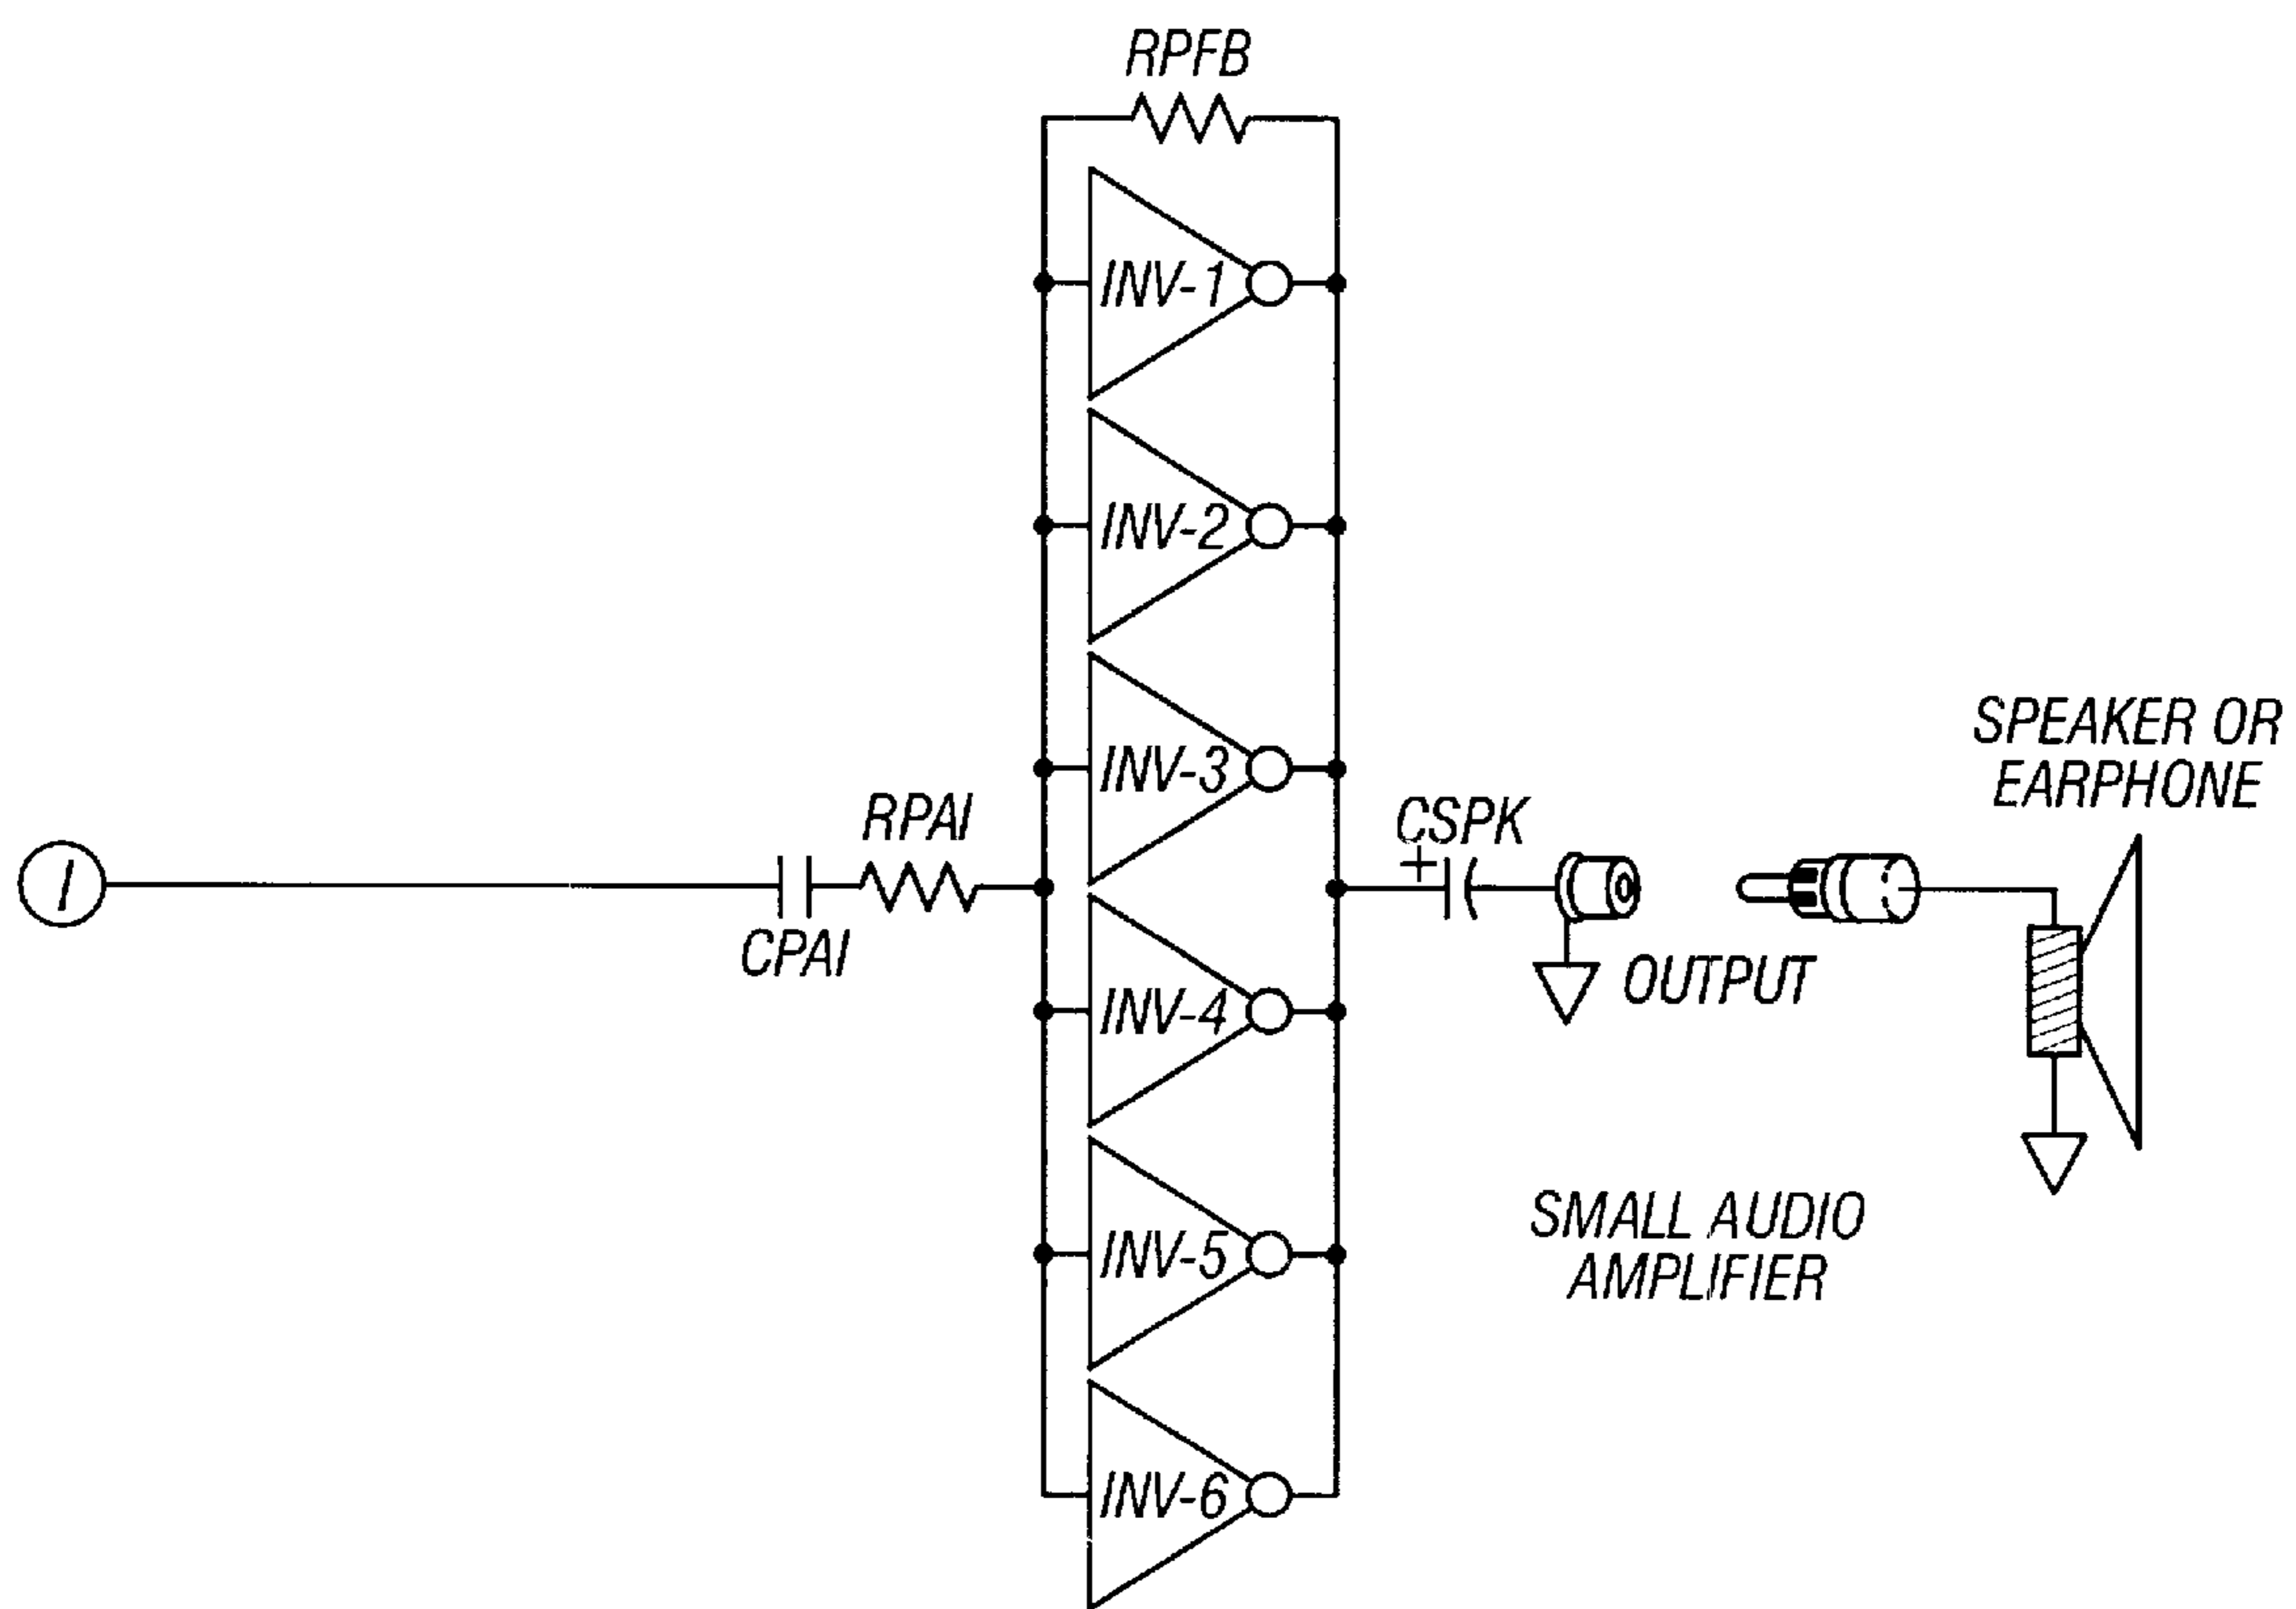 RPFB
INV-1
INV-2
INV-3
SPEAKER OR
EARPHONE
RPAI
CSPK
+
I
CPAI
INV-4
OUTPUT
SMALL AUDIO
AMPLIFIER
INV-5
INV-6